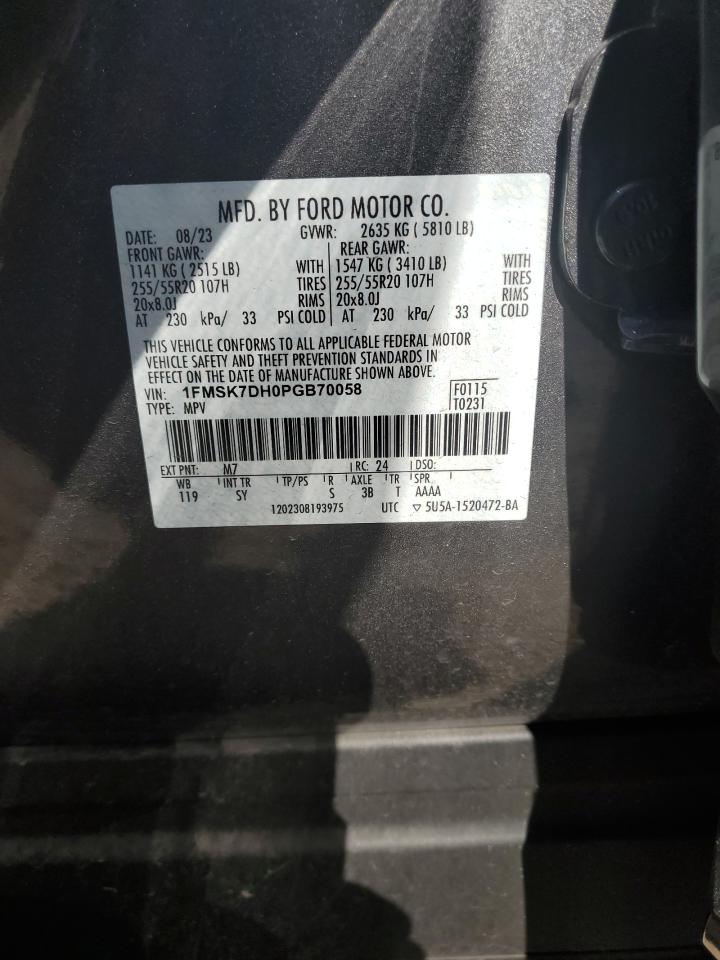 MFD. BY FORD MOTOR CO.
DATE: 08/23 GVWR: 2635 KG ( 5810 LB)
FRONT GAWR: REAR GAWR:
1141 KG ( 2515 LB) WITH 1547 KG ( 3410 LB) WITH
255/55R20 107H TIRES 255/55R20 107H TIRES
20x8.0J RIMS 20x8.0J RIMS
AT 230 kPa/ 33 PSI COLD AT 230 kPa/ 33 PSI COLD
THIS VEHICLE CONFORMS TO ALL APPLICABLE FEDERAL MOTOR
VEHICLE SAFETY AND THEFT PREVENTION STANDARDS IN
EFFECT ON THE DATE OF MANUFACTURE SHOWN ABOVE.
VIN: 1FMSK7DH0PGB70058 F0115
TYPE: MPV T0231
EXT PNT: M7 RC: 24 DSO:
WB INT TR TP/PS R AXLE TR SPR
119 SY S 3B T AAAA
1202308193975 UTC ▽ 5U5A-1520472-BA